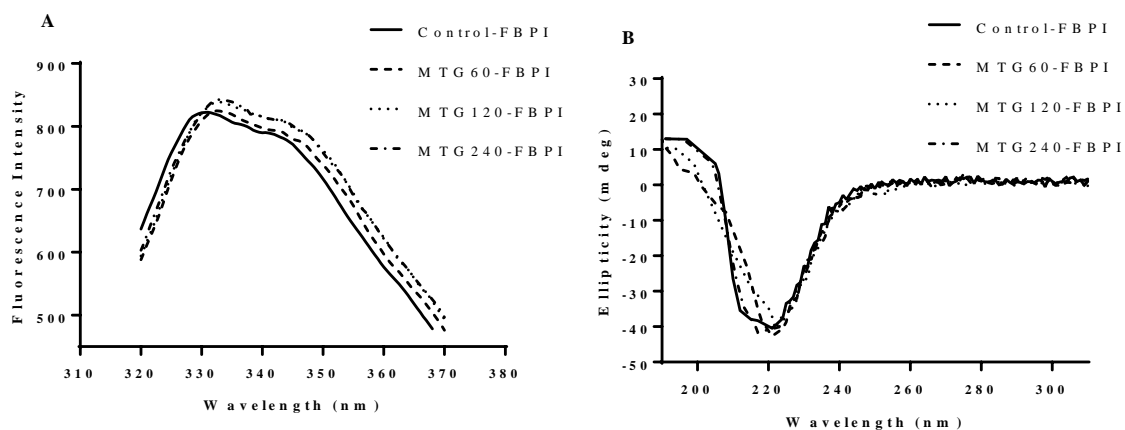 A
Control-FBPI
MTG60-FBPI
MTG120-FBPI
MTG240-FBPI
900
800
700
600
500
Fluorescence Intensity
310 320 330 340 350 360 370 380
Wavelength (nm)
B
Control-FBPI
MTG60-FBPI
MTG120-FBPI
MTG240-FBPI
30
20
10
0
-10
-20
-30
-40
-50
Ellipticity (mdeg)
200 220 240 260 280 300
Wavelength (nm)